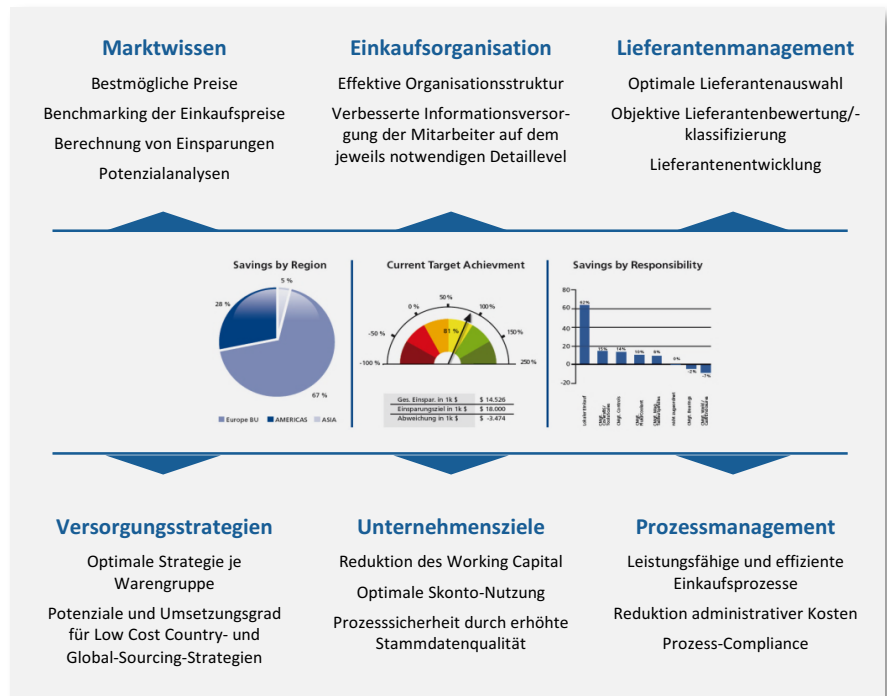 Marktwissen
Bestmögliche Preise
Benchmarking der Einkaufspreise
Berechnung von Einsparungen
Potenzialanalysen
Einkaufsorganisation
Effektive Organisationsstruktur
Verbesserte Informationsversor-
gung der Mitarbeiter auf dem
jeweils notwendigen Detaillevel
Lieferantenmanagement
Optimale Lieferantenauswahl
Objektive Lieferantenbewertung/-
klassifizierung
Lieferantenentwicklung
Savings by Region
5 %
28 %
67 %
Europe BU AMERICAS ASIA
Current Target Achievment
50 %
0 %
100 %
-50 %
81 %
150 %
-100 %
250 %
Ges. Einspar. in 1k $ $ 14.526
Einsparungsziel in 1k $ $ 18.000
Abweichung in 1k $ $ -3.474
Savings by Responsibility
80
60
40
20
0
-20
Versorgungsstrategien
Optimale Strategie je
Warengruppe
Potenziale und Umsetzungsgrad
für Low Cost Country- und
Global-Sourcing-Strategien
Unternehmensziele
Reduktion des Working Capital
Optimale Skonto-Nutzung
Prozesssicherheit durch erhöhte
Stammdatenqualität
Prozessmanagement
Leistungsfähige und effiziente
Einkaufsprozesse
Reduktion administrativer Kosten
Prozess-Compliance